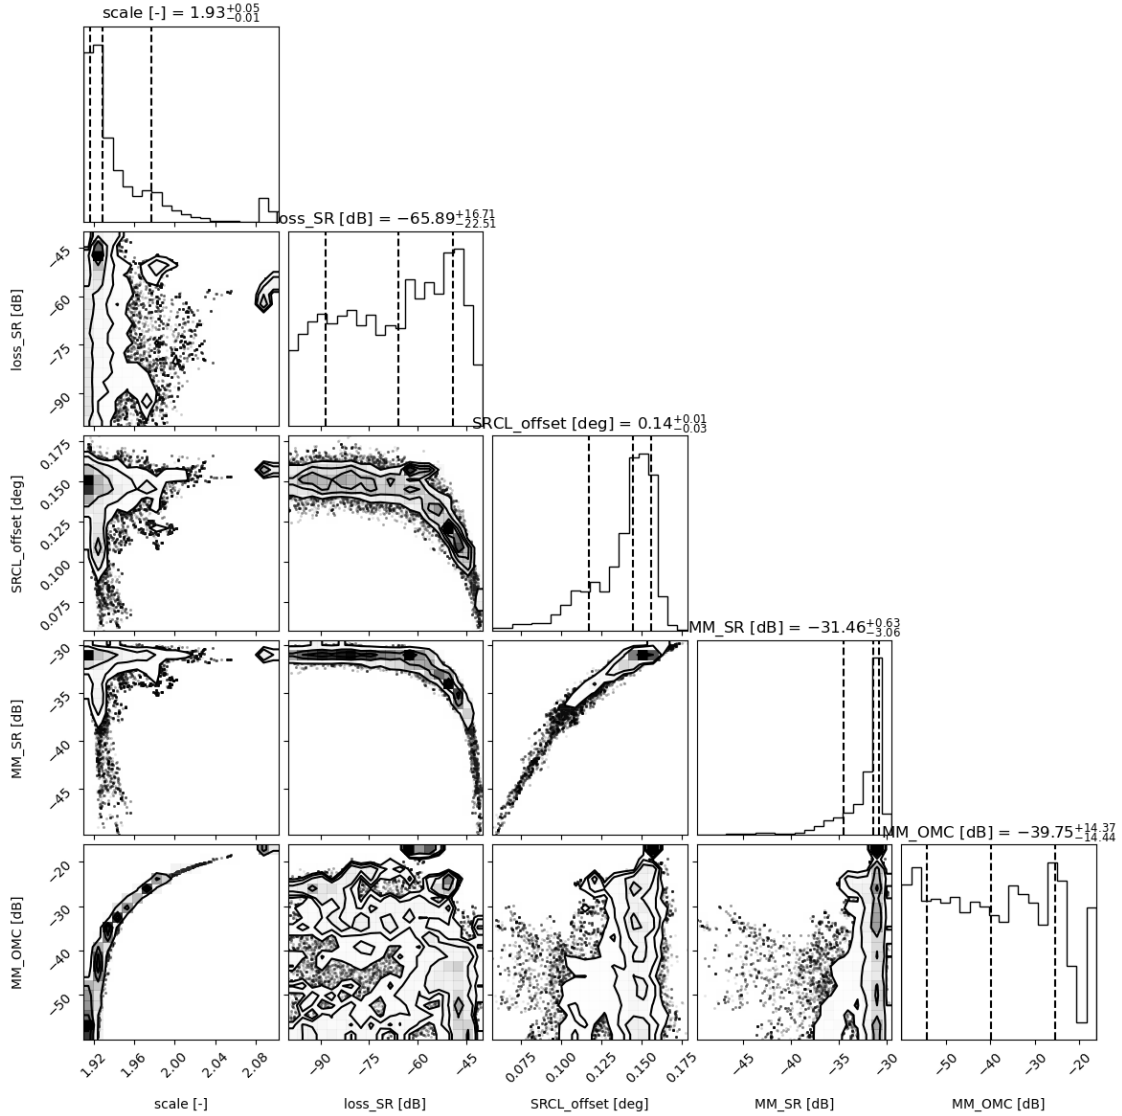 scale [-] = 1.93+0.05−0.01
loss_SR [dB] = −65.89+16.71−22.51
−45
−60
−75
−90
loss_SR [dB]
SRCL_offset [deg] = 0.14+0.01−0.03
0.175
0.150
0.125
0.100
0.075
SRCL_offset [deg]
MM_SR [dB] = −31.46+0.63−3.06
−30
−35
−40
−45
MM_SR [dB]
MM_OMC [dB] = −39.75+14.37−14.44
−20
−30
−40
−50
MM_OMC [dB]
1.92 1.96 2.00 2.04 2.08
−90 −75 −60 −45
0.075 0.100 0.125 0.150 0.175
−45 −40 −35 −30
−50 −40 −30 −20
scale [-] loss_SR [dB] SRCL_offset [deg] MM_SR [dB] MM_OMC [dB]